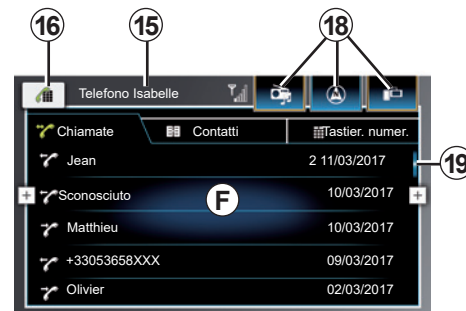 16 15 18
Telefono Isabelle
Chiamate Contatti Tastier. numer.
Jean 2 11/03/2017
19
Sconosciuto 10/03/2017
F
Matthieu 10/03/2017
+33053658XXX 09/03/2017
Olivier 02/03/2017